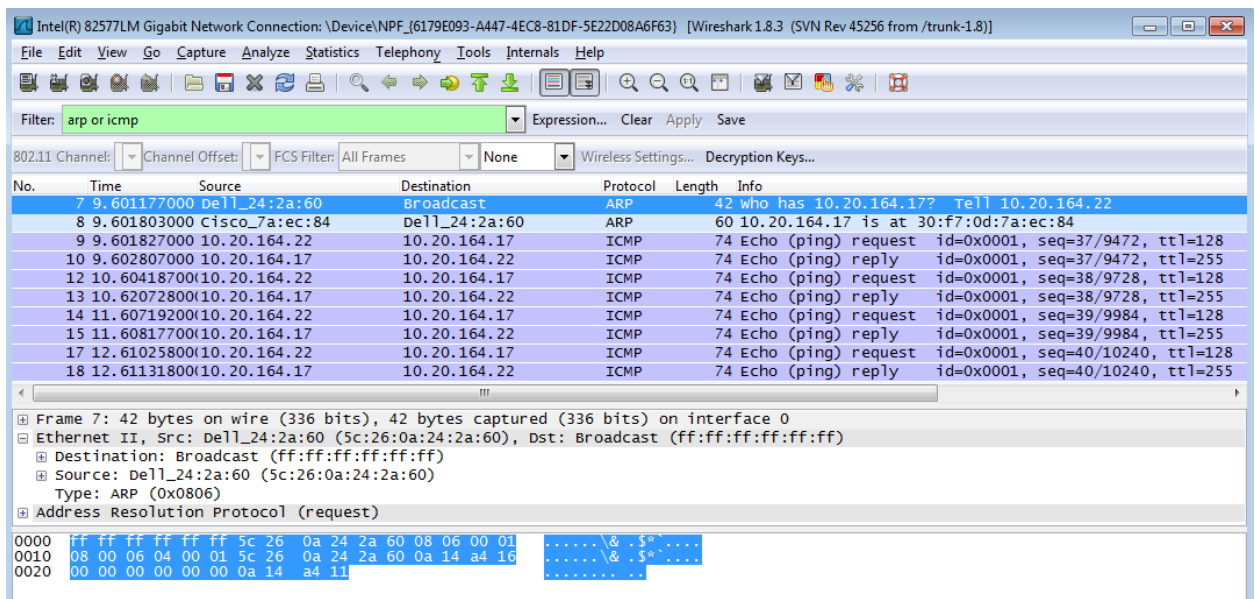 Intel(R) 82577LM Gigabit Network Connection: \Device\NPF_{6179E093-A447-4EC8-81DF-5E22D08A6F63} [Wireshark 1.8.3 (SVN Rev 45256 from /trunk-1.8)]
File Edit View Go Capture Analyze Statistics Telephony Tools Internals Help
Filter: arp or icmp Expression... Clear Apply Save
802.11 Channel: Channel Offset: FCS Filter: All Frames None Wireless Settings... Decryption Keys...
No. Time Source Destination Protocol Length Info
7 9.601177000 Dell_24:2a:60 Broadcast ARP 42 who has 10.20.164.17? Tell 10.20.164.22
8 9.601803000 Cisco_7a:ec:84 Dell_24:2a:60 ARP 60 10.20.164.17 is at 30:f7:0d:7a:ec:84
9 9.601827000 10.20.164.22 10.20.164.17 ICMP 74 Echo (ping) request id=0x0001, seq=37/9472, ttl=128
10 9.602807000 10.20.164.17 10.20.164.22 ICMP 74 Echo (ping) reply id=0x0001, seq=37/9472, ttl=255
12 10.60418700( 10.20.164.22 10.20.164.17 ICMP 74 Echo (ping) request id=0x0001, seq=38/9728, ttl=128
13 10.62072800( 10.20.164.17 10.20.164.22 ICMP 74 Echo (ping) reply id=0x0001, seq=38/9728, ttl=255
14 11.60719200( 10.20.164.22 10.20.164.17 ICMP 74 Echo (ping) request id=0x0001, seq=39/9984, ttl=128
15 11.60817700( 10.20.164.17 10.20.164.22 ICMP 74 Echo (ping) reply id=0x0001, seq=39/9984, ttl=255
17 12.61025800( 10.20.164.22 10.20.164.17 ICMP 74 Echo (ping) request id=0x0001, seq=40/10240, ttl=128
18 12.61131800( 10.20.164.17 10.20.164.22 ICMP 74 Echo (ping) reply id=0x0001, seq=40/10240, ttl=255
Frame 7: 42 bytes on wire (336 bits), 42 bytes captured (336 bits) on interface 0
Ethernet II, Src: Dell_24:2a:60 (5c:26:0a:24:2a:60), Dst: Broadcast (ff:ff:ff:ff:ff:ff)
Destination: Broadcast (ff:ff:ff:ff:ff:ff)
Source: Dell_24:2a:60 (5c:26:0a:24:2a:60)
Type: ARP (0x0806)
Address Resolution Protocol (request)
0000 ff ff ff ff ff ff 5c 26 0a 24 2a 60 08 06 00 01 ......\& .$*`....
0010 08 00 06 04 00 01 5c 26 0a 24 2a 60 0a 14 a4 16 ......\& .$*`....
0020 00 00 00 00 00 00 0a 14 a4 11 ........ ..